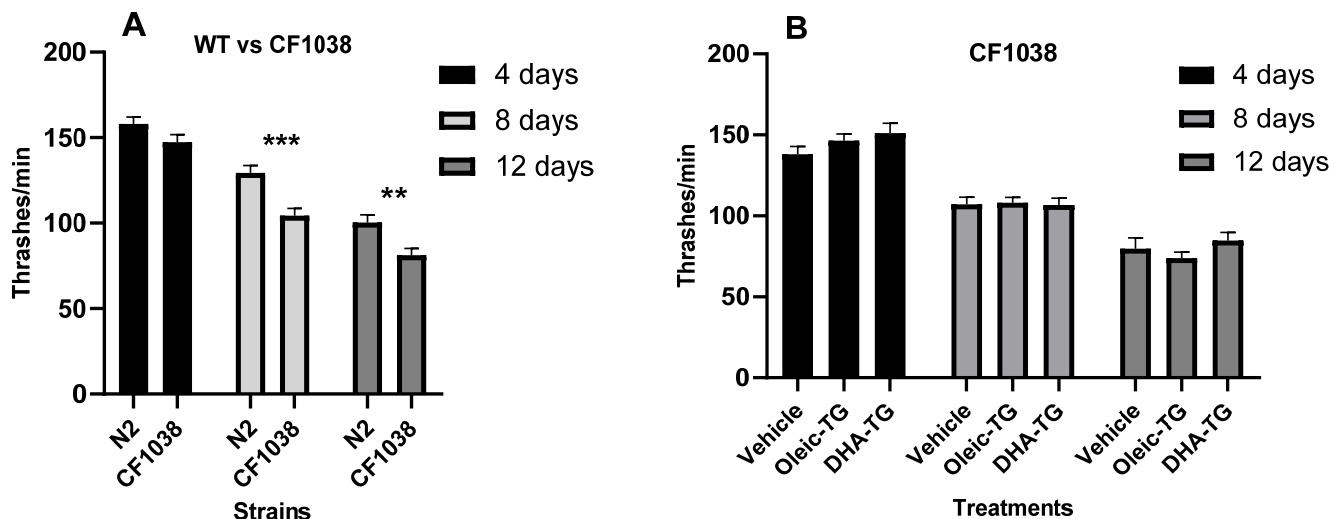 A
WT vs CF1038
200
150
100
50
0
Thrashes/min
***
**
4 days
8 days
12 days
N2
CF1038
N2
CF1038
N2
CF1038
Strains
B
CF1038
200
150
100
50
0
Thrashes/min
4 days
8 days
12 days
Vehicle
Oleic-TG
DHA-TG
Vehicle
Oleic-TG
DHA-TG
Vehicle
Oleic-TG
DHA-TG
Treatments